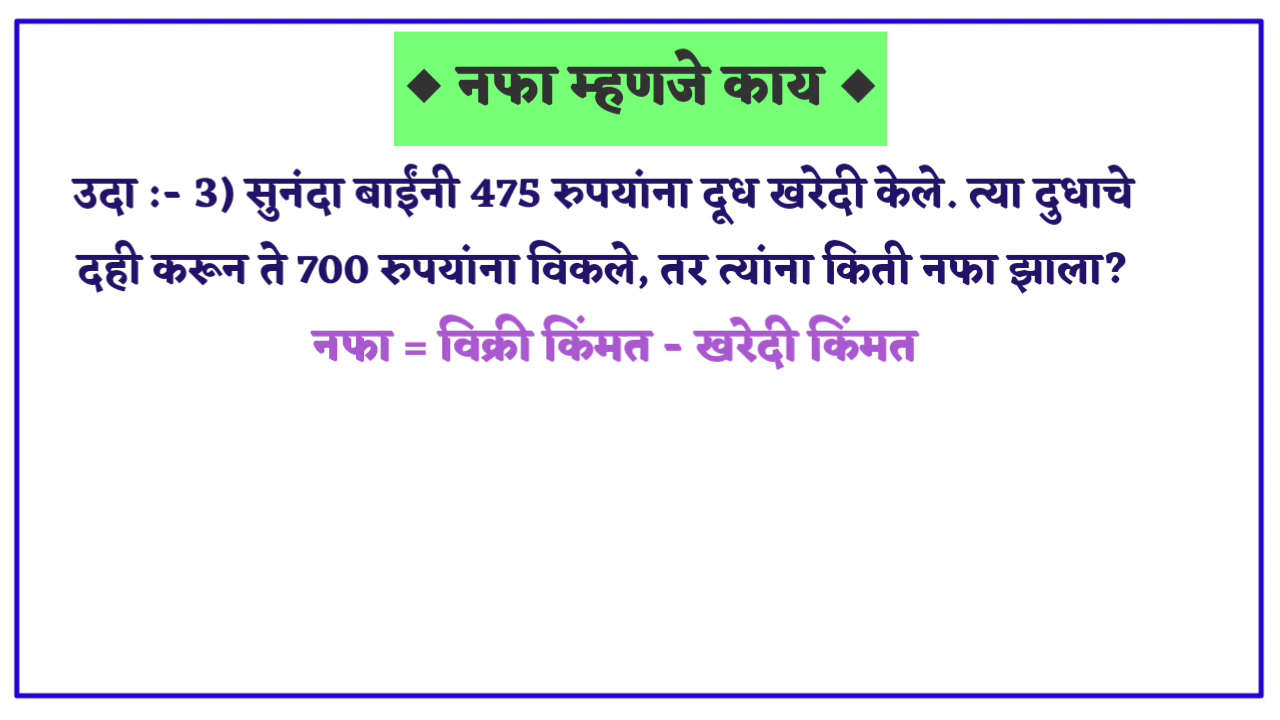 ◆ नफा म्हणजे काय ◆
उदा :- 3) सुनंदा बाईंनी 475 रुपयांना दूध खरेदी केले. त्या दुधाचे
दही करून ते 700 रुपयांना विकले, तर त्यांना किती नफा झाला?
नफा = विक्री किंमत - खरेदी किंमत